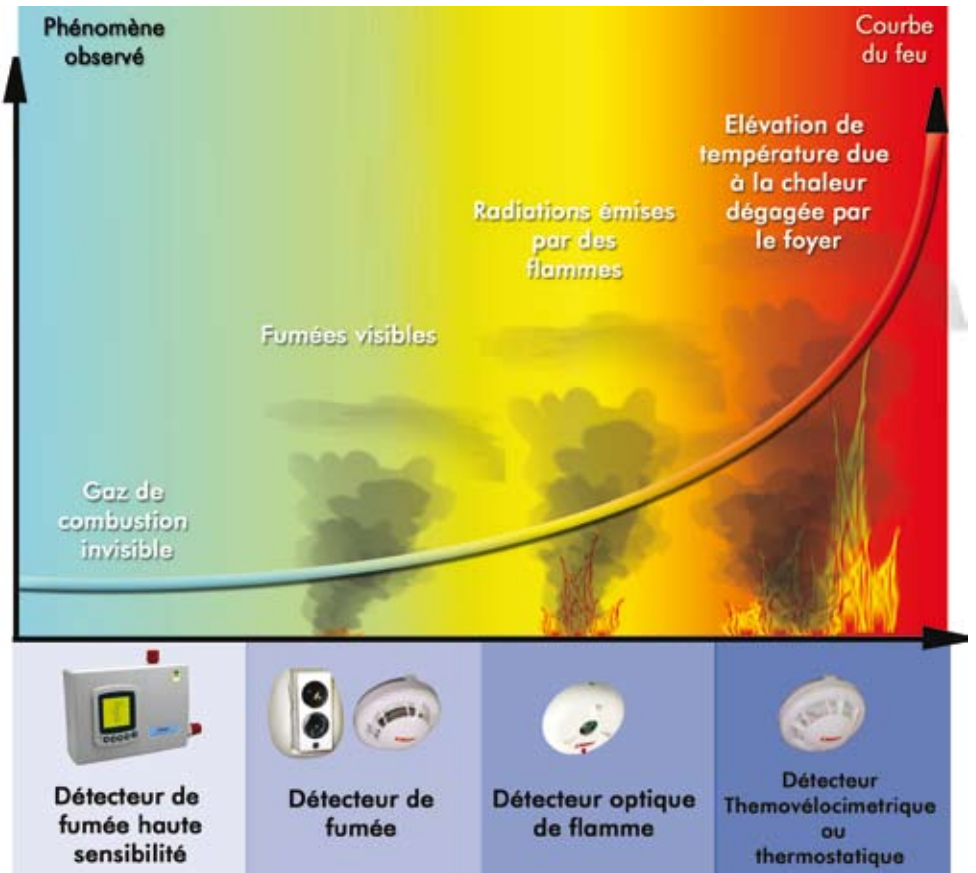 Phénomène
observé
Courbe
du feu
Elévation de
température due
à la chaleur
dégagée par
le foyer
Radiations émises
par des
flammes
Fumées visibles
Gaz de
combustion
invisible
Détecteur de
fumée haute
sensibilité
Détecteur de
fumée
Détecteur optique
de flamme
Détecteur
Themovélocimetrique
ou
thermostatique